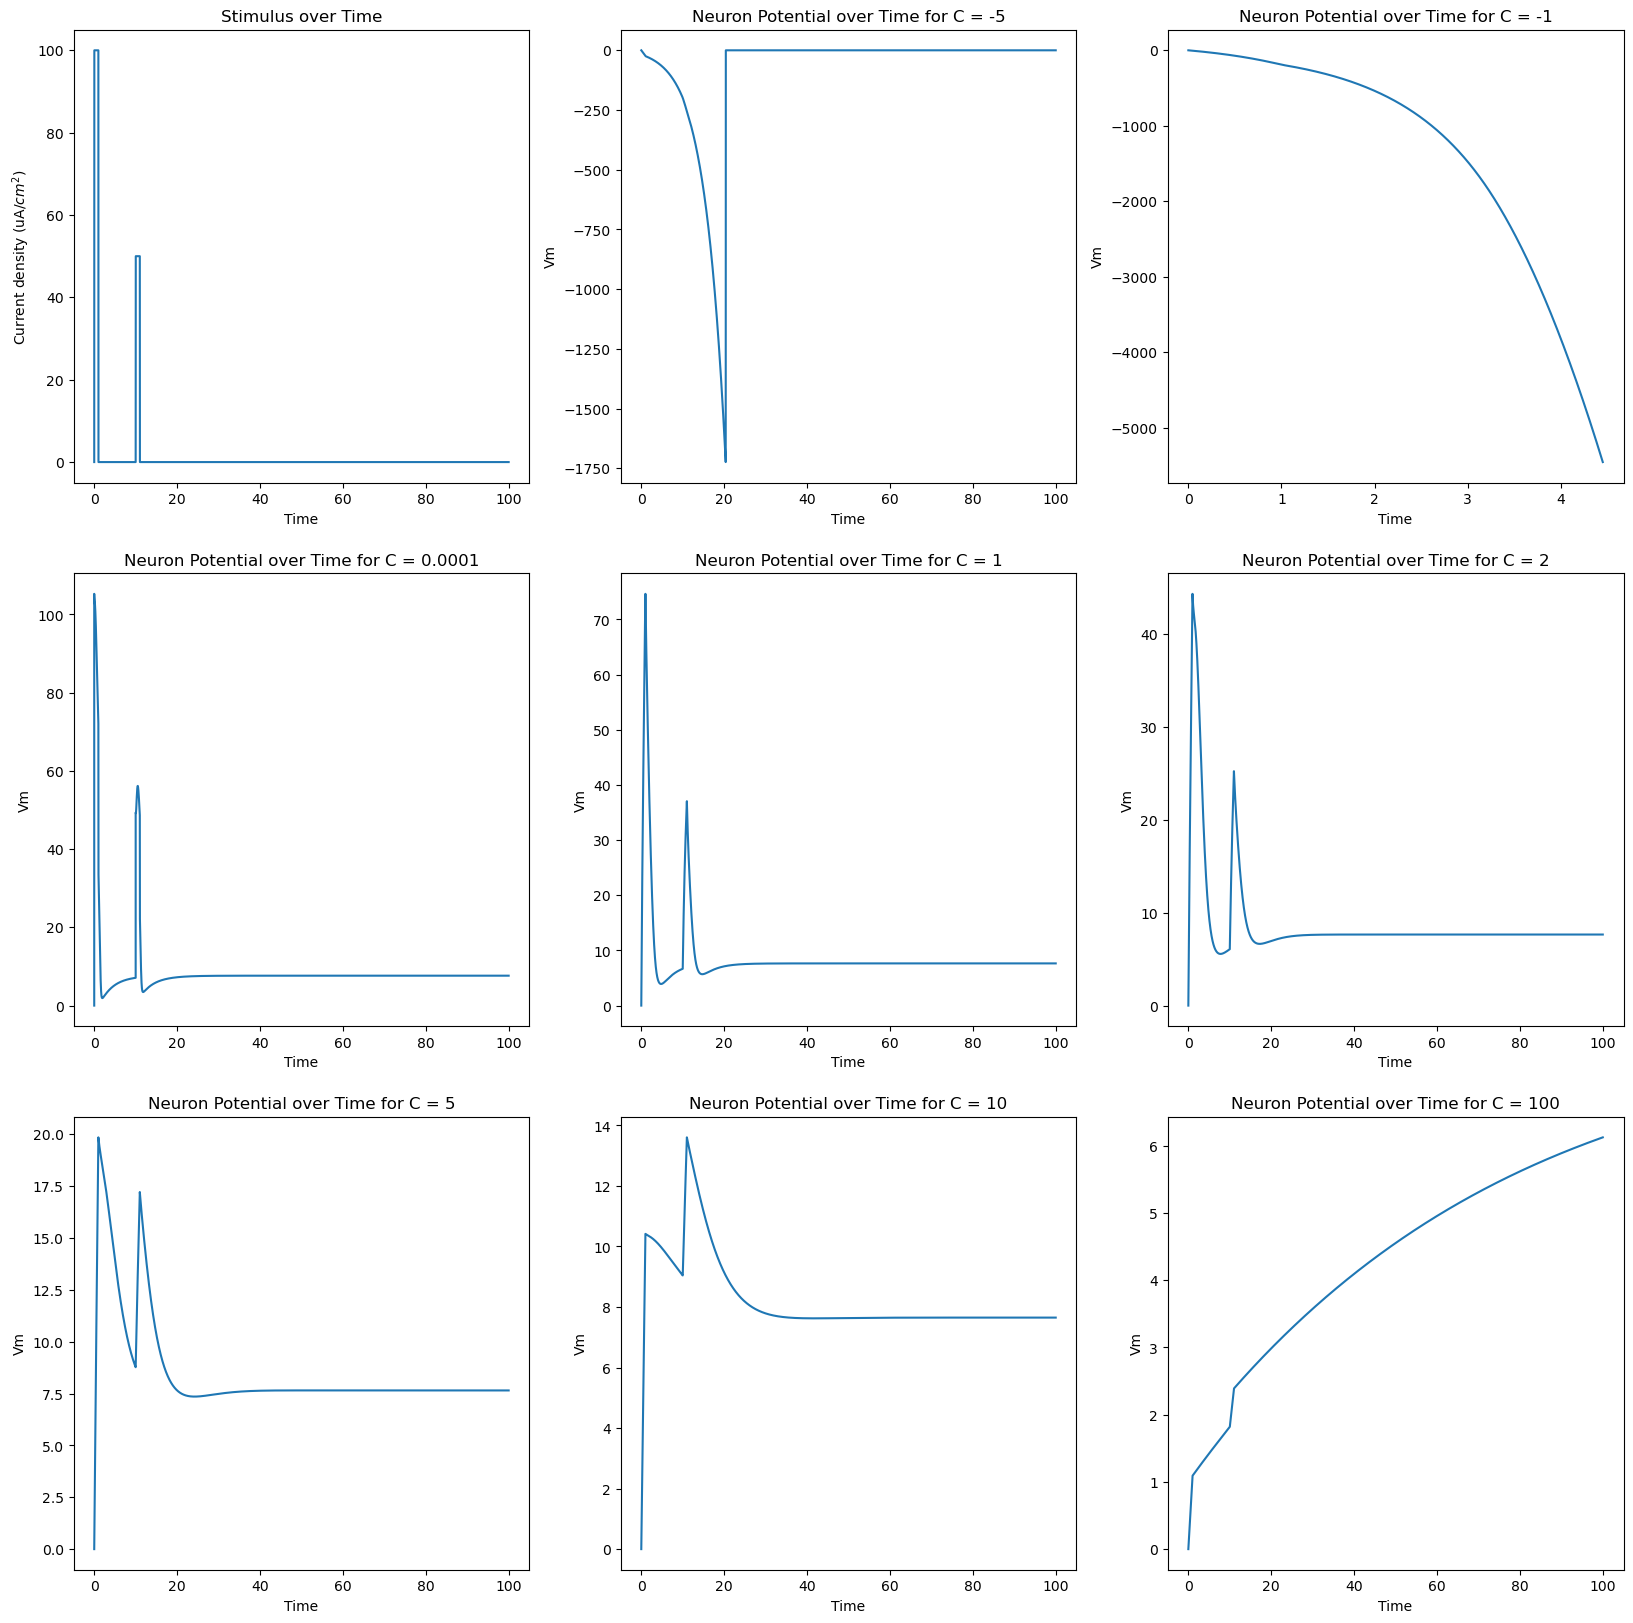 Stimulus over Time
Current density (uA/cm²)
100
80
60
40
20
0
0 20 40 60 80 100
Time
Neuron Potential over Time for C = -5
Vm
0
−250
−500
−750
−1000
−1250
−1500
−1750
0 20 40 60 80 100
Time
Neuron Potential over Time for C = -1
Vm
0
−1000
−2000
−3000
−4000
−5000
0 1 2 3 4
Time
Neuron Potential over Time for C = 0.0001
Vm
100
80
60
40
20
0
0 20 40 60 80 100
Time
Neuron Potential over Time for C = 1
Vm
70
60
50
40
30
20
10
0
0 20 40 60 80 100
Time
Neuron Potential over Time for C = 2
Vm
40
30
20
10
0
0 20 40 60 80 100
Time
Neuron Potential over Time for C = 5
Vm
20.0
17.5
15.0
12.5
10.0
7.5
5.0
2.5
0.0
0 20 40 60 80 100
Time
Neuron Potential over Time for C = 10
Vm
14
12
10
8
6
4
2
0
0 20 40 60 80 100
Time
Neuron Potential over Time for C = 100
Vm
6
5
4
3
2
1
0
0 20 40 60 80 100
Time